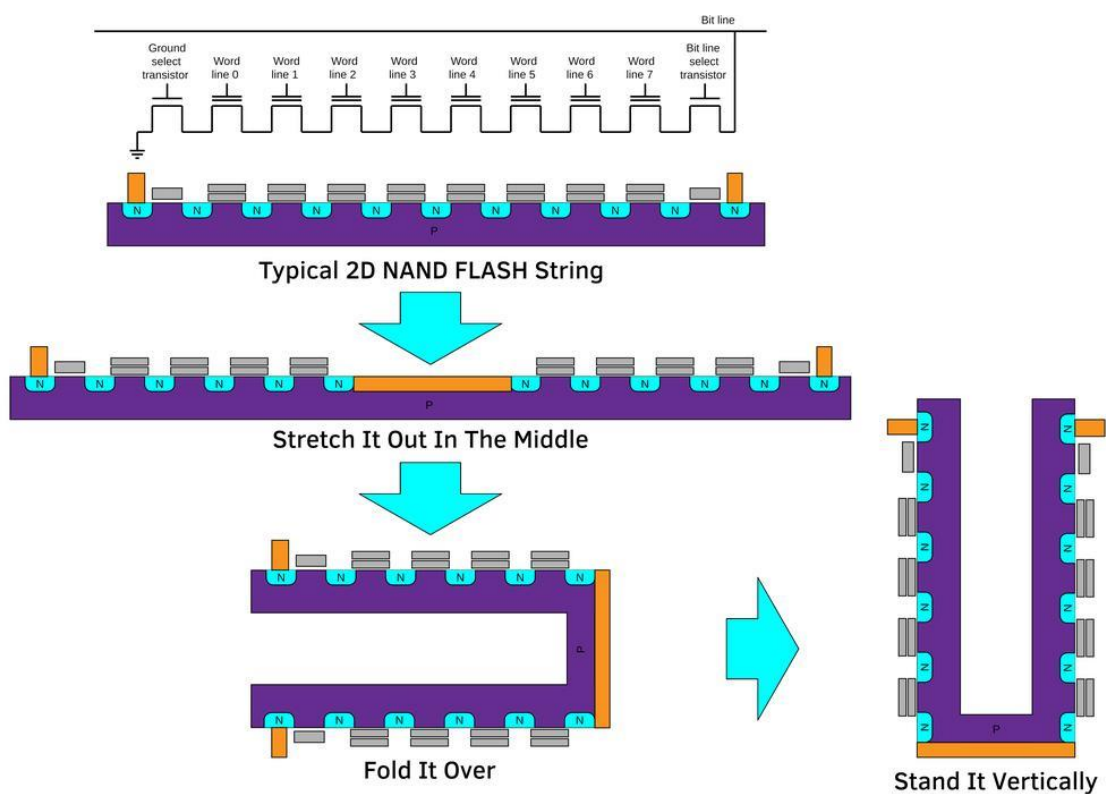 Bit line
Ground
select
transistor
Word
line 0
Word
line 1
Word
line 2
Word
line 3
Word
line 4
Word
line 5
Word
line 6
Word
line 7
Bit line
select
transistor
N N N N N N N N N N N
P
Typical 2D NAND FLASH String
N N N N N N N N N N N N
P
Stretch It Out In The Middle
N N N N N N
P
N N N N N N
Fold It Over
N N
N N
N N
N N
N N
N N
P
Stand It Vertically